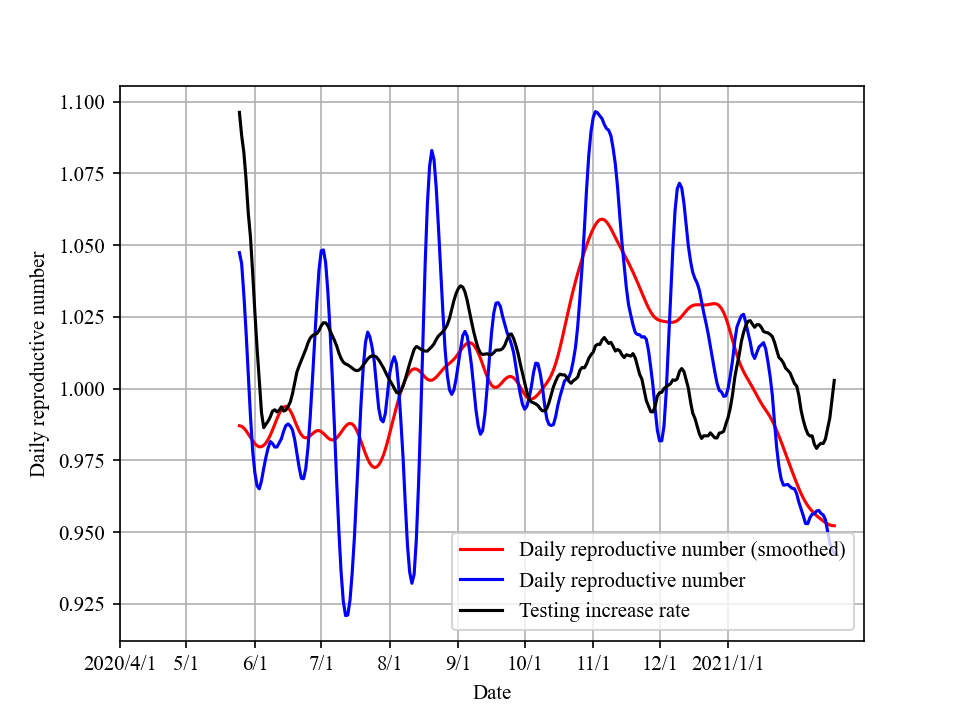 1.100
1.075
1.050
1.025
1.000
0.975
0.950
0.925
Daily reproductive number
Daily reproductive number (smoothed)
Daily reproductive number
Testing increase rate
2020/4/1 5/1 6/1 7/1 8/1 9/1 10/1 11/1 12/1 2021/1/1
Date